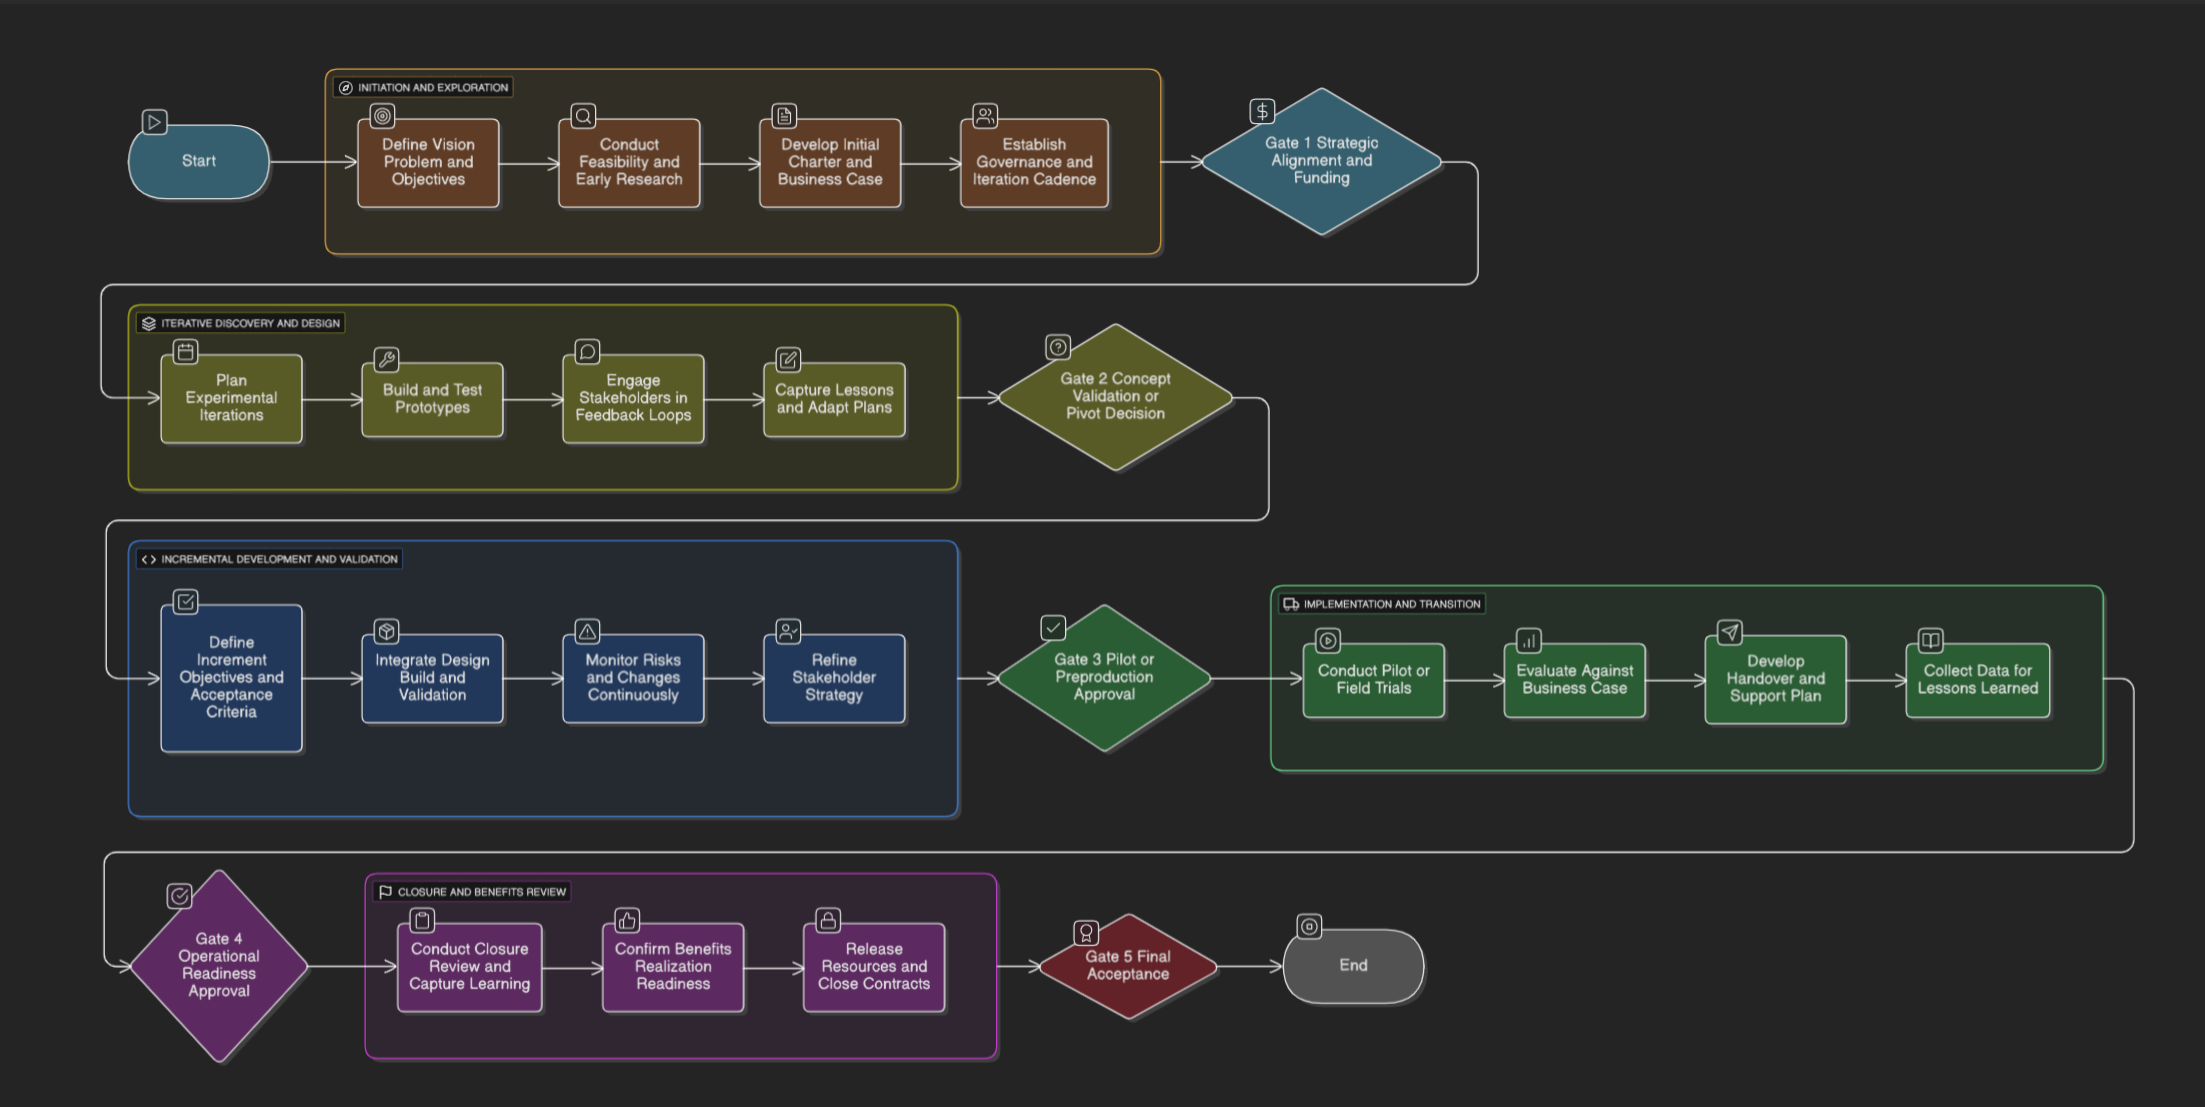 INITIATION AND EXPLORATION
Start
Define Vision
Problem and
Objectives
Conduct
Feasibility and
Early Research
Develop Initial
Charter and
Business Case
Establish
Governance and
Iteration Cadence
Gate 1 Strategic
Alignment and
Funding
ITERATIVE DISCOVERY AND DESIGN
Plan
Experimental
Iterations
Build and Test
Prototypes
Engage
Stakeholders in
Feedback Loops
Capture Lessons
and Adapt Plans
Gate 2 Concept
Validation or
Pivot Decision
INCREMENTAL DEVELOPMENT AND VALIDATION
Define
Increment
Objectives and
Acceptance
Criteria
Integrate Design
Build and
Validation
Monitor Risks
and Changes
Continuously
Refine
Stakeholder
Strategy
Gate 3 Pilot or
Preproduction
Approval
IMPLEMENTATION AND TRANSITION
Conduct Pilot or
Field Trials
Evaluate Against
Business Case
Develop
Handover and
Support Plan
Collect Data for
Lessons Learned
Gate 4
Operational
Readiness
Approval
CLOSURE AND BENEFITS REVIEW
Conduct Closure
Review and
Capture Learning
Confirm Benefits
Realization
Readiness
Release
Resources and
Close Contracts
Gate 5 Final
Acceptance
End